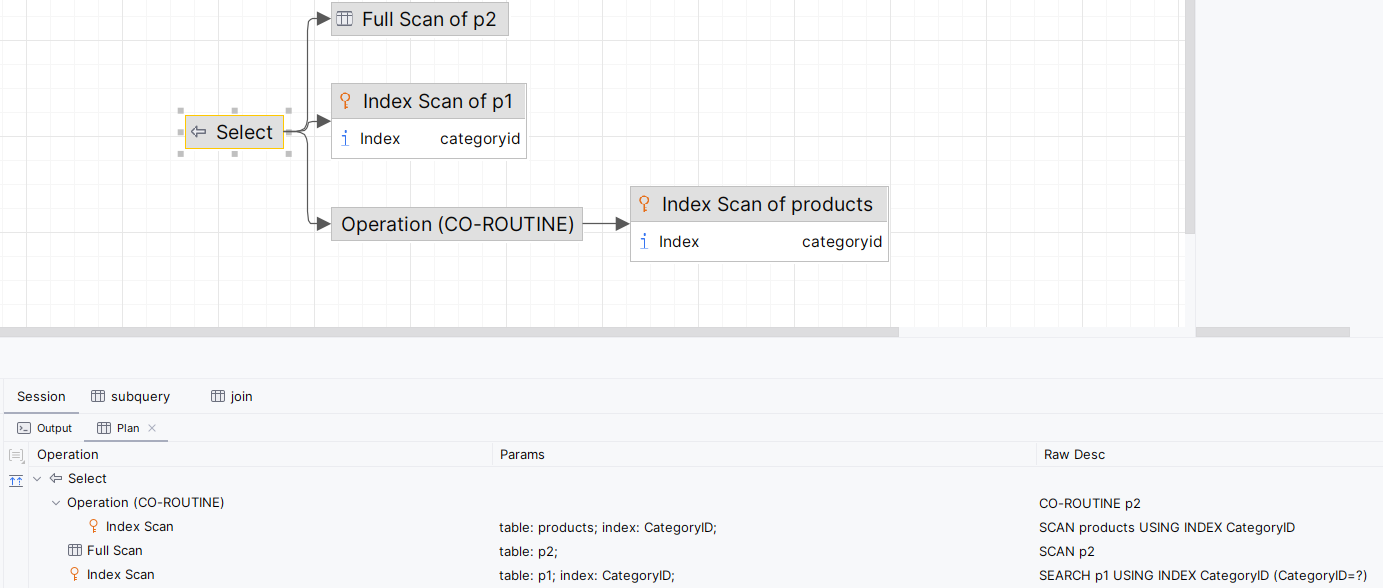 Full Scan of p2
Index Scan of p1
Select
Index categoryid
Index Scan of products
Operation (CO-ROUTINE)
Index categoryid
Session subquery join
Output Plan
Operation Params Raw Desc
Select
Operation (CO-ROUTINE) CO-ROUTINE p2
Index Scan table: products; index: CategoryID; SCAN products USING INDEX CategoryID
Full Scan table: p2; SCAN p2
Index Scan table: p1; index: CategoryID; SEARCH p1 USING INDEX CategoryID (CategoryID=?)